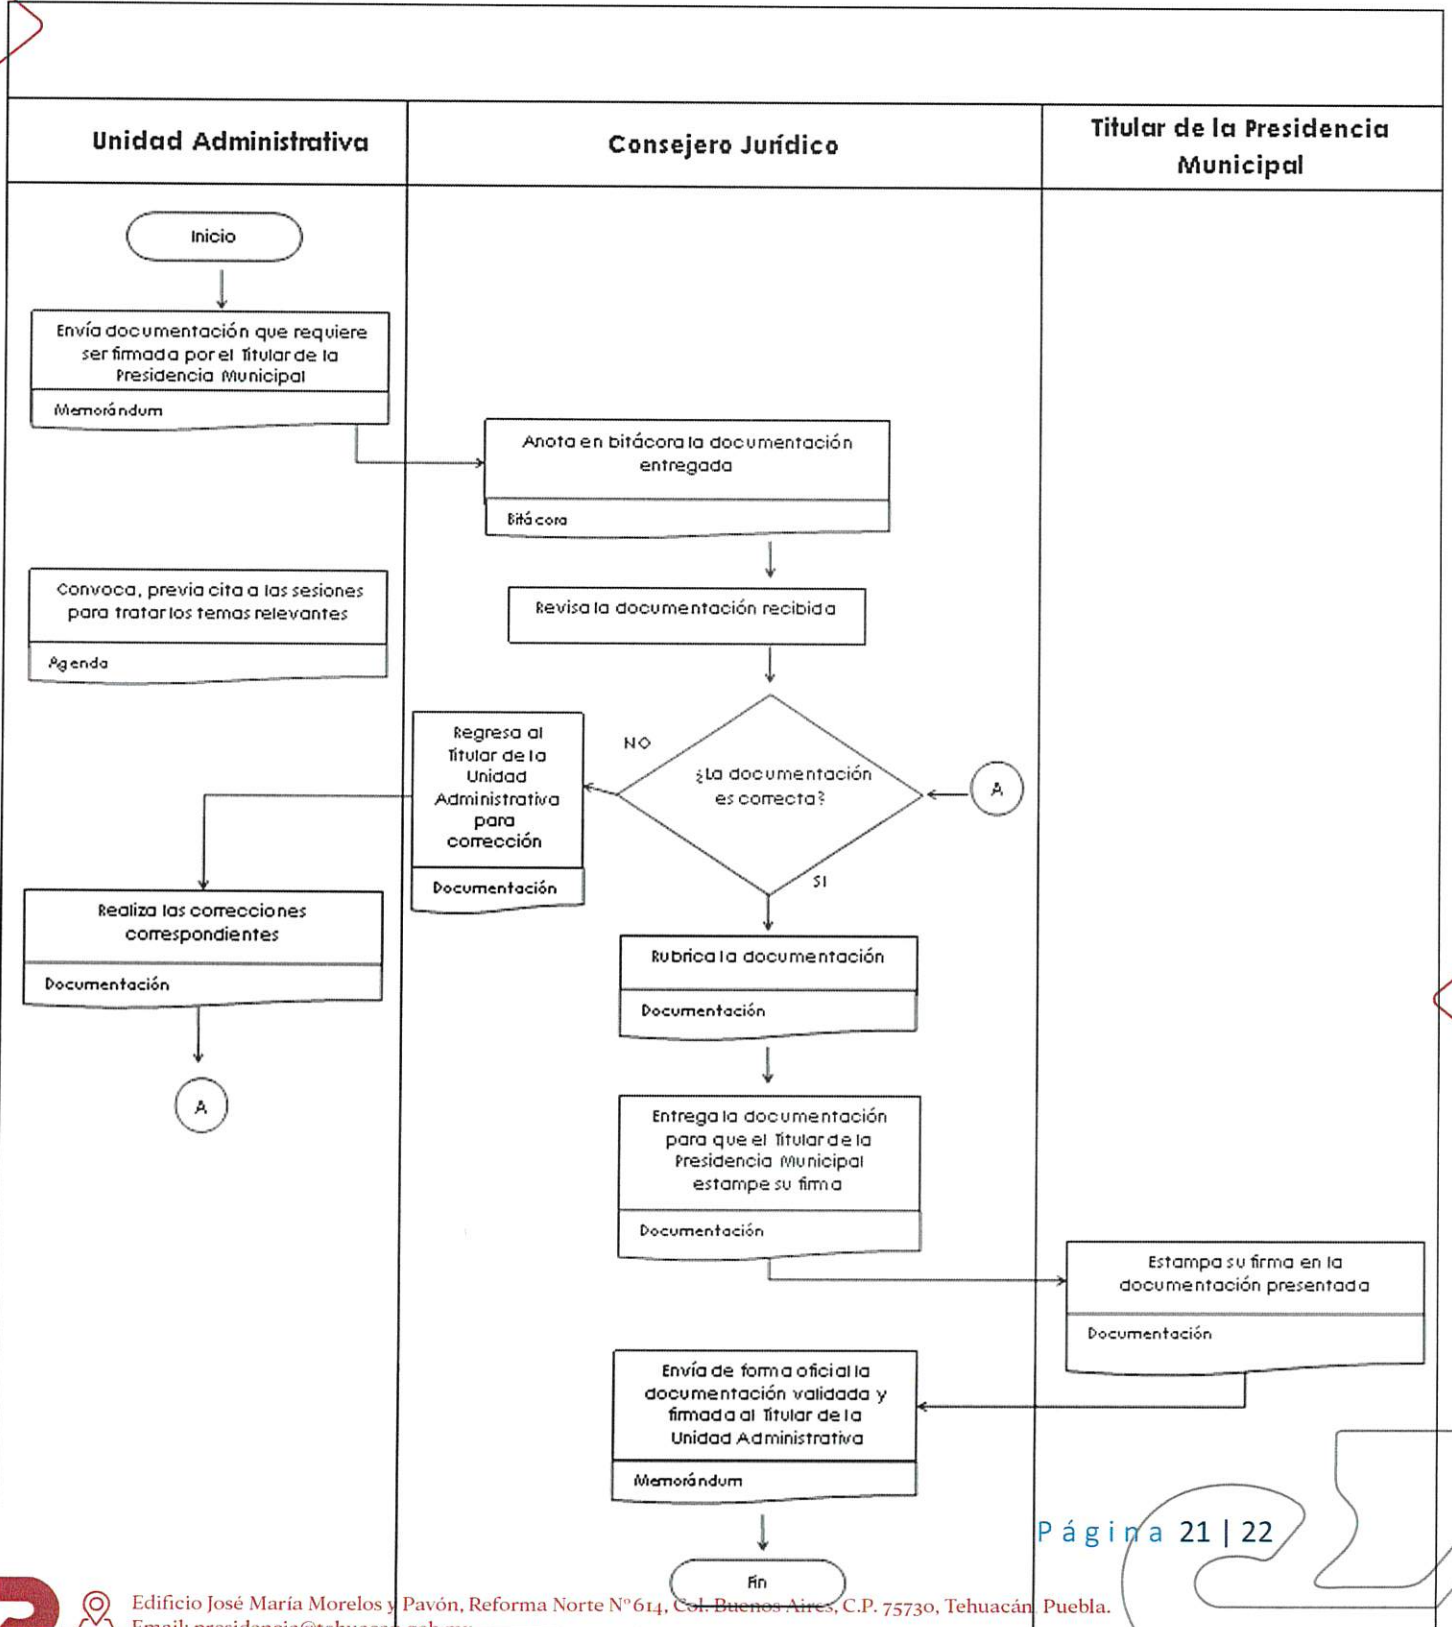 Unidad Administrativa
Consejero Jurídico
Titular de la Presidencia
Municipal
Inicio
Envía documentación que requiere
ser firmada por el Titular de la
Presidencia Municipal
Memorándum
Anota en bitácora la documentación
entregada
Bitácora
Convoca, previa cita a las sesiones
para tratar los temas relevantes
Agenda
Revisa la documentación recibida
Regresa al
Titular de la
Unidad
Administrativa
para
corrección
Documentación
NO
¿La documentación
es correcta?
A
SI
Realiza las correcciones
correspondientes
Documentación
A
Rubrica la documentación
Documentación
Entrega la documentación
para que el Titular de la
Presidencia Municipal
estampe su firma
Documentación
Estampa su firma en la
documentación presentada
Documentación
Envía de forma oficial la
documentación validada y
firmada al Titular de la
Unidad Administrativa
Memorándum
Página 21 | 22
Fin
Edificio José María Morelos y Pavón, Reforma Norte N°614, Col. Buenos Aires, C.P. 75730, Tehuacán, Puebla.